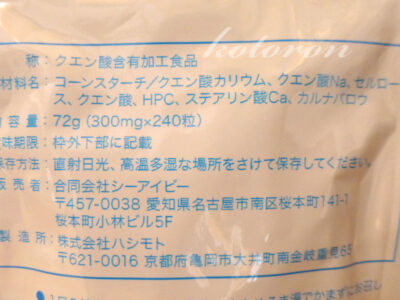 kotoron
称：クエン酸含有加工食品
材料名：コーンスターチ/クエン酸カリウム、クエン酸Na、セルロー
ス、クエン酸、HPC、ステアリン酸Ca、カルナバロウ
容量：72g (300mg×240粒)
味期限：枠外下部に記載
保存方法：直射日光、高温多湿な場所をさけて保存してください。
販売者：合同会社シーアイビー
〒457-0038 愛知県名古屋市南区桜本町141-1
桜本町小林ビル5F
製造所：株式会社ハシモト
〒621-0016 京都府亀岡市大井町南金岐重見65